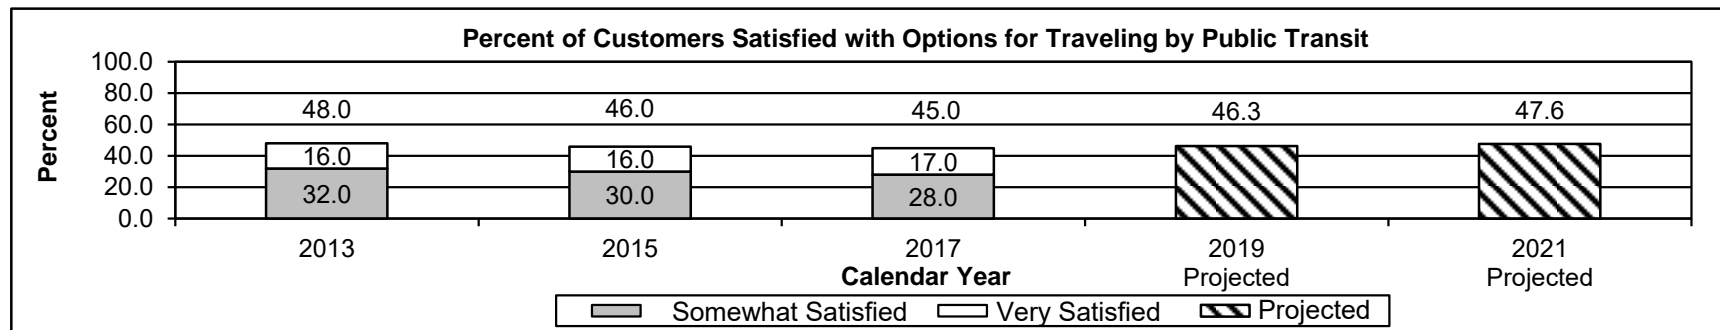 Percent of Customers Satisfied with Options for Traveling by Public Transit
Percent
100.0
80.0
60.0
40.0
20.0
0.0
48.0 46.0 45.0 46.3 47.6
16.0 16.0 17.0
32.0 30.0 28.0
2013 2015 2017 2019 2021
Projected Projected
Calendar Year
Somewhat Satisfied Very Satisfied Projected